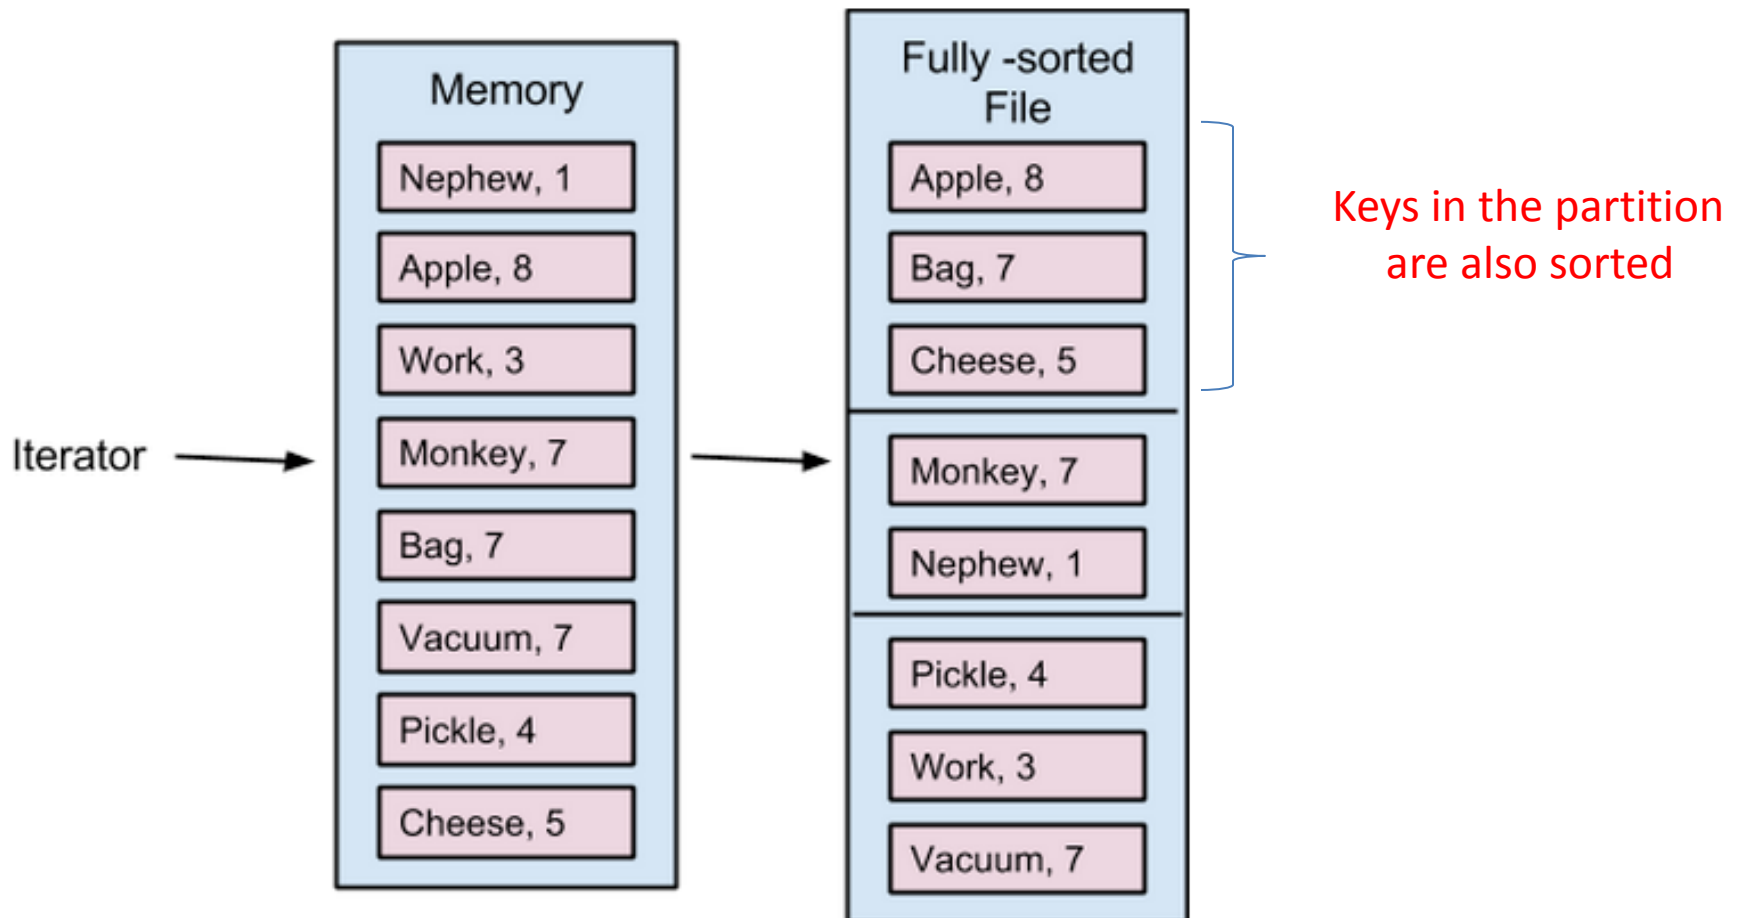 Iterator
Memory
Nephew, 1
Apple, 8
Work, 3
Monkey, 7
Bag, 7
Vacuum, 7
Pickle, 4
Cheese, 5
Fully -sorted
File
Apple, 8
Bag, 7
Cheese, 5
Monkey, 7
Nephew, 1
Pickle, 4
Work, 3
Vacuum, 7
Keys in the partition
are also sorted